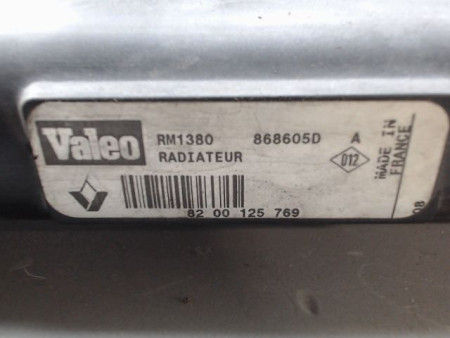 Valeo RM1380 868605D A
RADIATEUR
D12
MADE IN
FRANCE
82 00 125 769
08